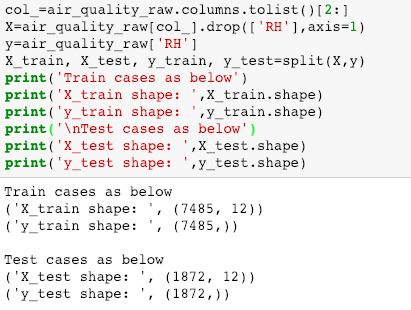 col_=air_quality_raw.columns.tolist()[2:]
X=air_quality_raw[col_].drop(['RH'],axis=1)
y=air_quality_raw['RH']
X_train, X_test, y_train, y_test=split(X,y)
print('Train cases as below')
print('X_train shape: ',X_train.shape)
print('y_train shape: ',y_train.shape)
print('\nTest cases as below')
print('X_test shape: ',X_test.shape)
print('y_test shape: ',y_test.shape)
Train cases as below
('X_train shape: ', (7485, 12))
('y_train shape: ', (7485,))
Test cases as below
('X_test shape: ', (1872, 12))
('y_test shape: ', (1872,))